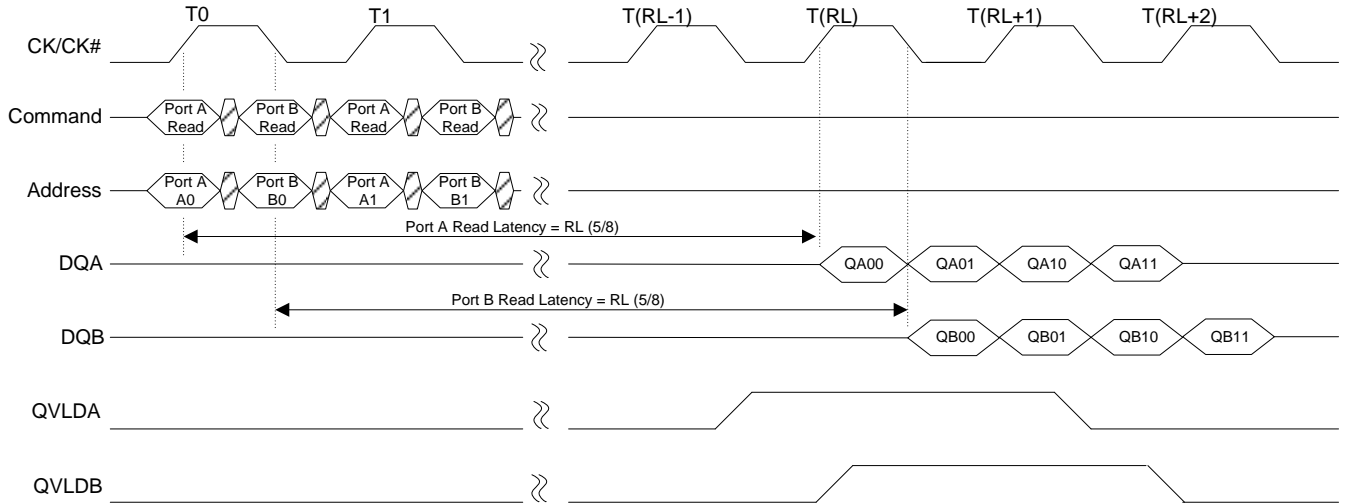 T0 T1 T(RL-1) T(RL) T(RL+1) T(RL+2)
CK/CK#
Command
Port A Read
Port B Read
Port A Read
Port B Read
Address
Port A A0
Port B B0
Port A A1
Port B B1
Port A Read Latency = RL (5/8)
DQA
QA00 QA01 QA10 QA11
Port B Read Latency = RL (5/8)
DQB
QB00 QB01 QB10 QB11
QVLDA
QVLDB